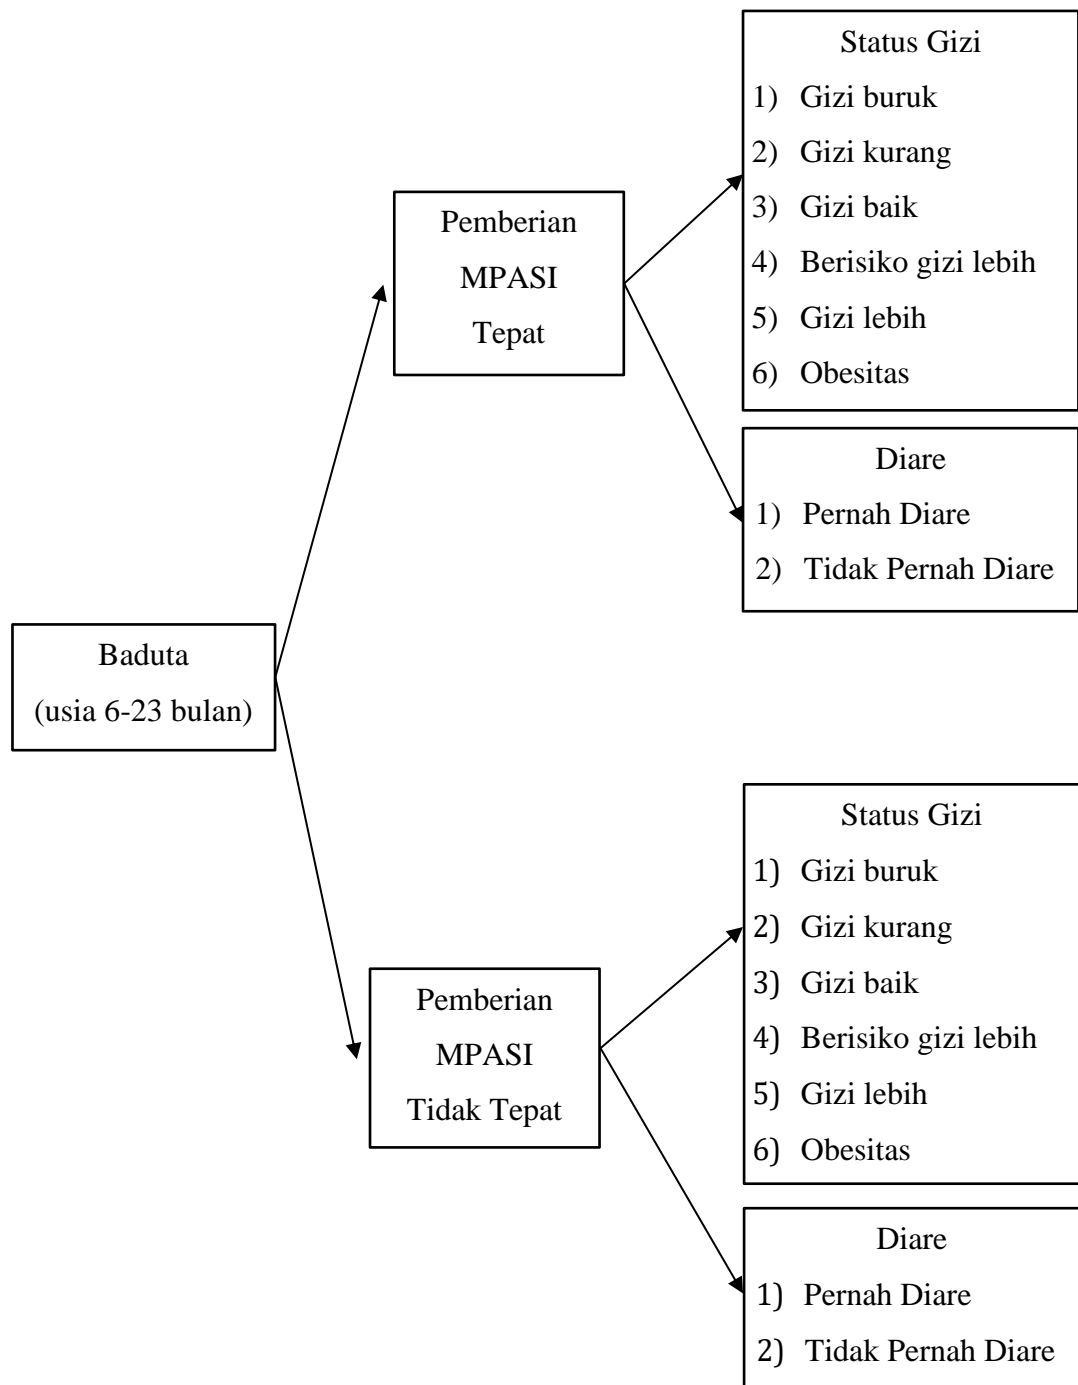 Status Gizi
1) Gizi buruk
2) Gizi kurang
3) Gizi baik
4) Berisiko gizi lebih
5) Gizi lebih
6) Obesitas
Pemberian
MPASI
Tepat
Diare
1) Pernah Diare
2) Tidak Pernah Diare
Baduta
(usia 6-23 bulan)
Status Gizi
1) Gizi buruk
2) Gizi kurang
3) Gizi baik
4) Berisiko gizi lebih
5) Gizi lebih
6) Obesitas
Pemberian
MPASI
Tidak Tepat
Diare
1) Pernah Diare
2) Tidak Pernah Diare